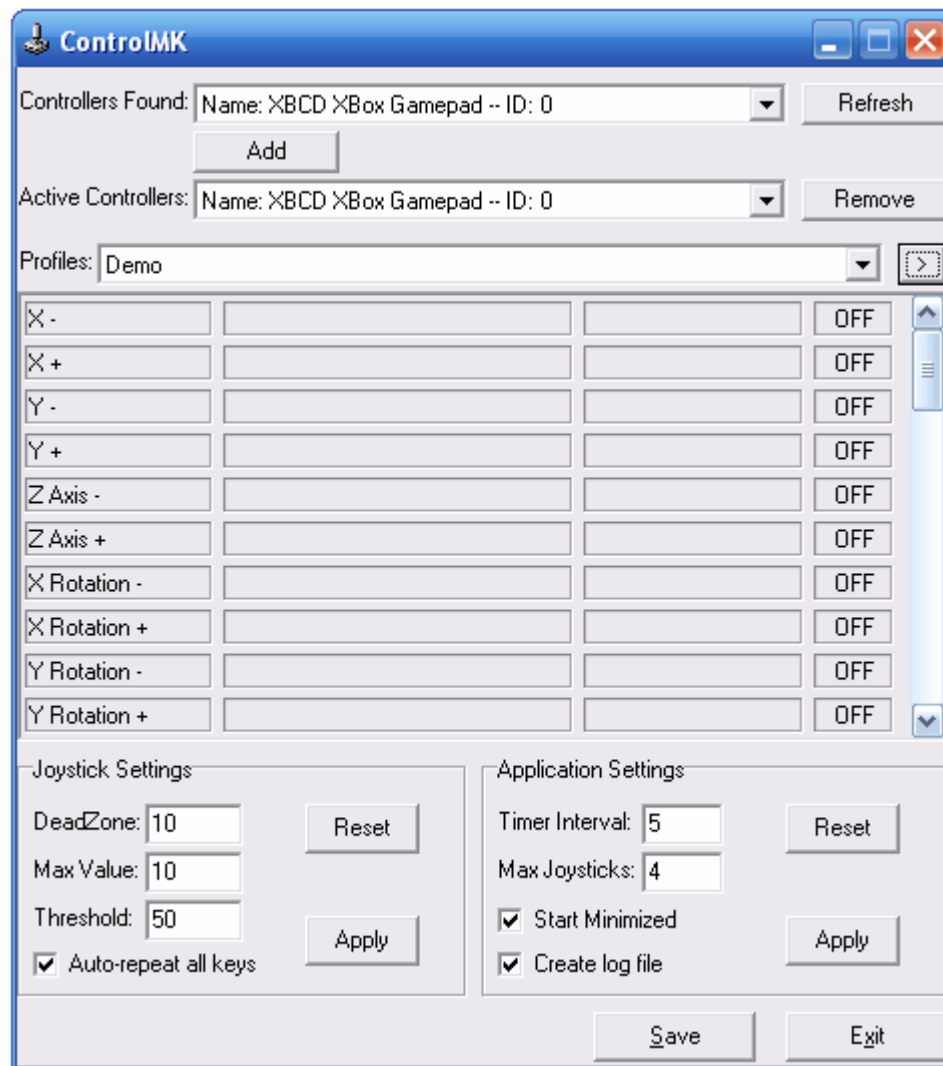 ControlMK
Controllers Found: Name: XBCD XBox Gamepad -- ID: 0 Refresh
Add
Active Controllers: Name: XBCD XBox Gamepad -- ID: 0 Remove
Profiles: Demo >
X - OFF
X + OFF
Y - OFF
Y + OFF
Z Axis - OFF
Z Axis + OFF
X Rotation - OFF
X Rotation + OFF
Y Rotation - OFF
Y Rotation + OFF
Joystick Settings
DeadZone: 10 Reset
Max Value: 10
Threshold: 50 Apply
Auto-repeat all keys
Application Settings
Timer Interval: 5 Reset
Max Joysticks: 4
Start Minimized Apply
Create log file
Save Exit